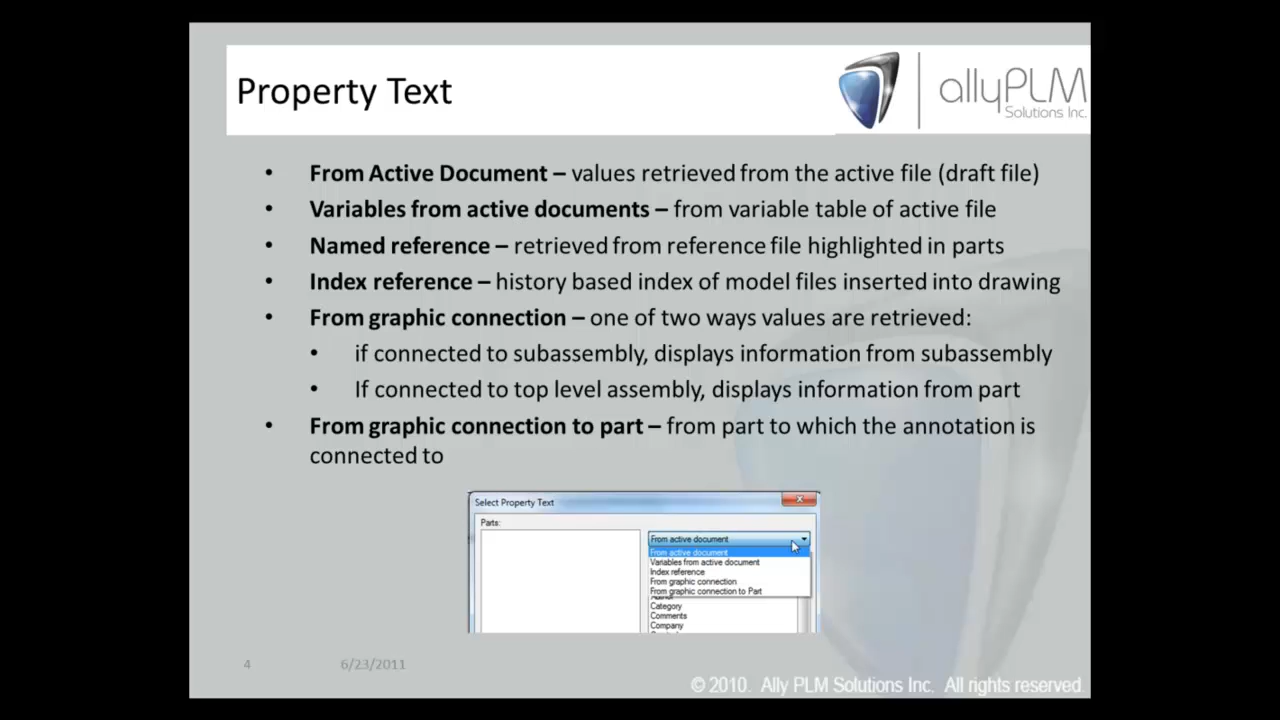 Property Text
allyPLM
Solutions Inc.
• From Active Document – values retrieved from the active file (draft file)
• Variables from active documents – from variable table of active file
• Named reference – retrieved from reference file highlighted in parts
• Index reference – history based index of model files inserted into drawing
• From graphic connection – one of two ways values are retrieved:
• if connected to subassembly, displays information from subassembly
• If connected to top level assembly, displays information from part
• From graphic connection to part – from part to which the annotation is
connected to
Select Property Text
Parts:
From active document
From active document
Variables from active document
Index reference
From graphic connection
From graphic connection to Part
Category
Comments
Company
4 6/23/2011
© 2010. Ally PLM Solutions Inc. All rights reserved.